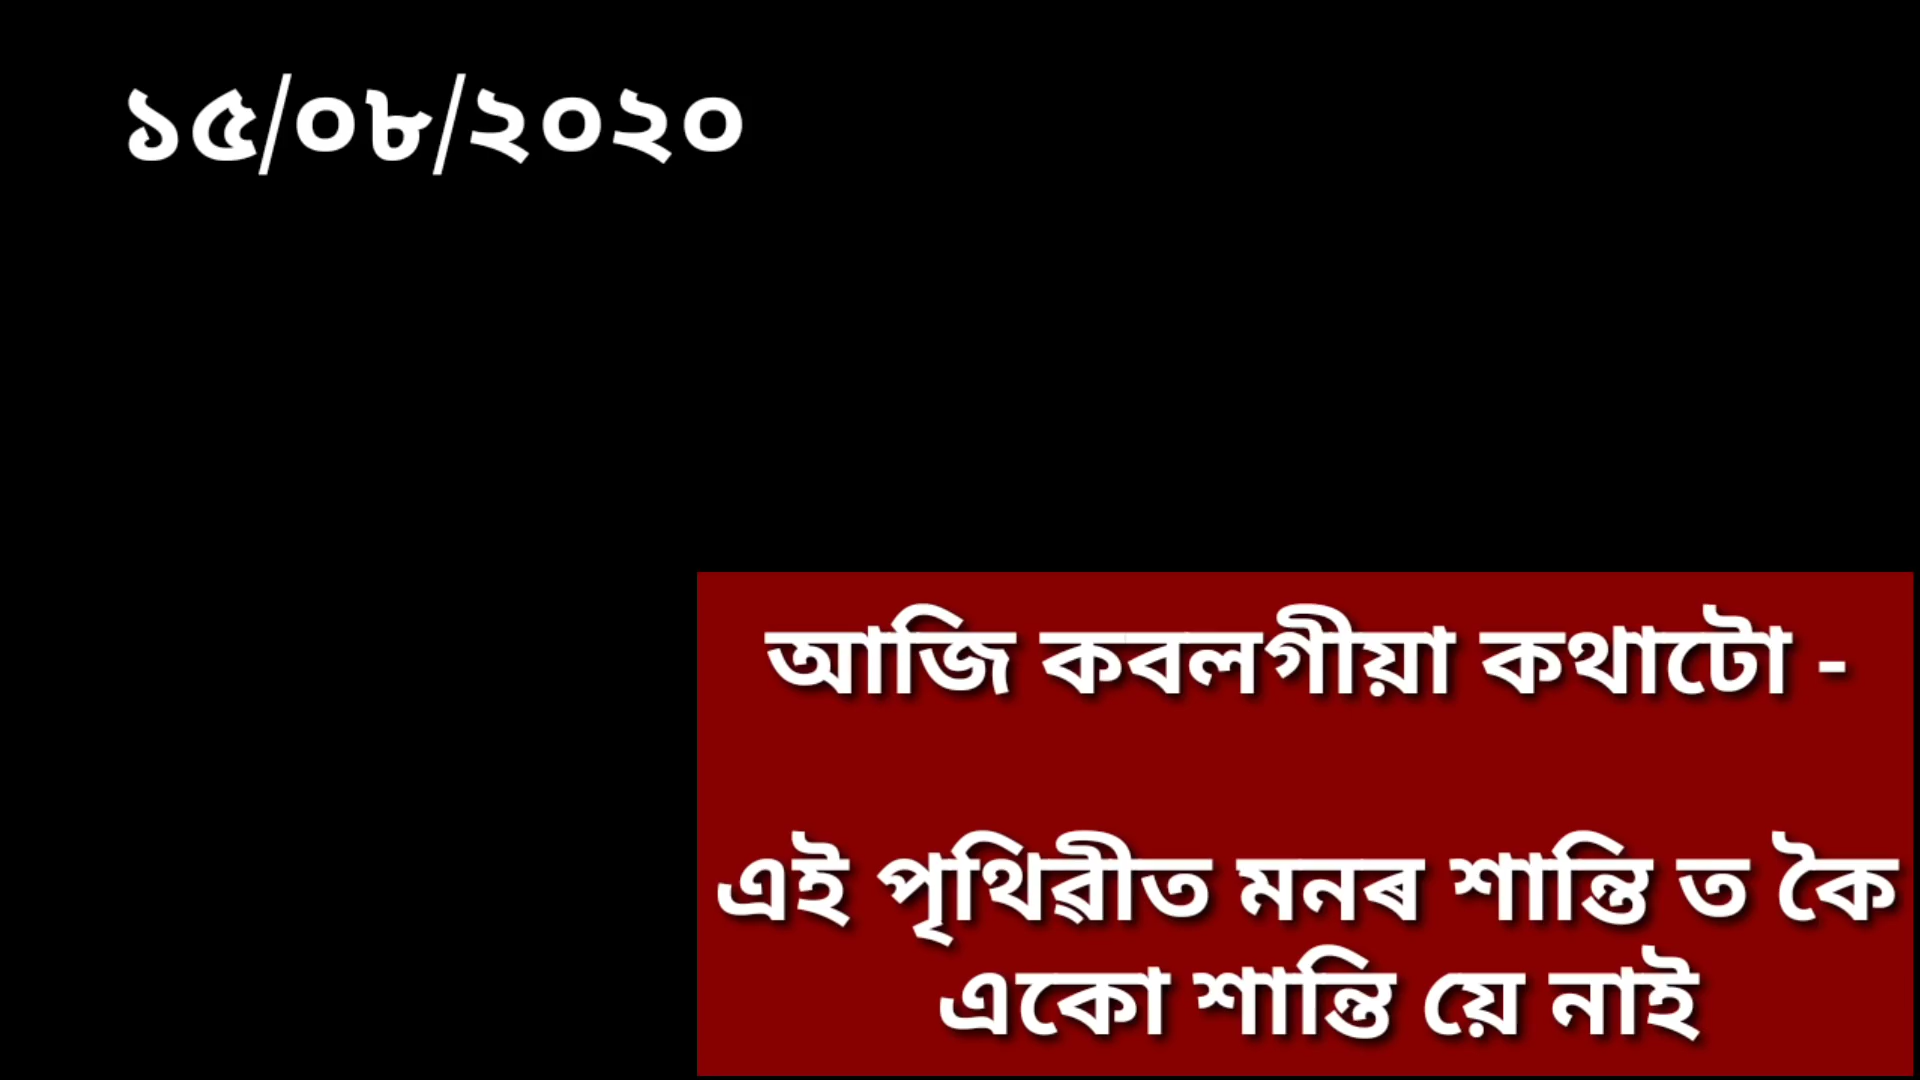 ১৫/০৮/২০২০
আজি কবলগীয়া কথাটো -
এই পৃথিৱীত মনৰ শান্তি ত কৈ
একো শান্তি য়ে নাই